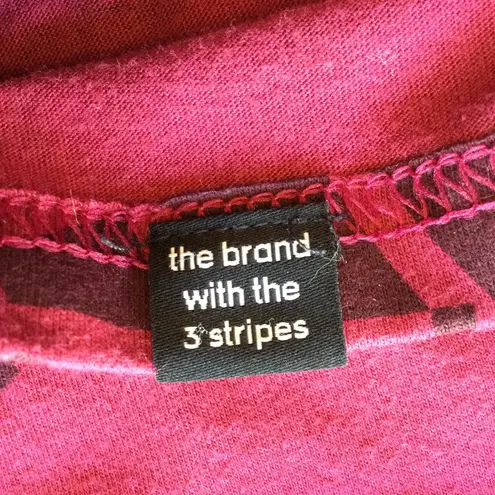 the brand
with the
3 stripes